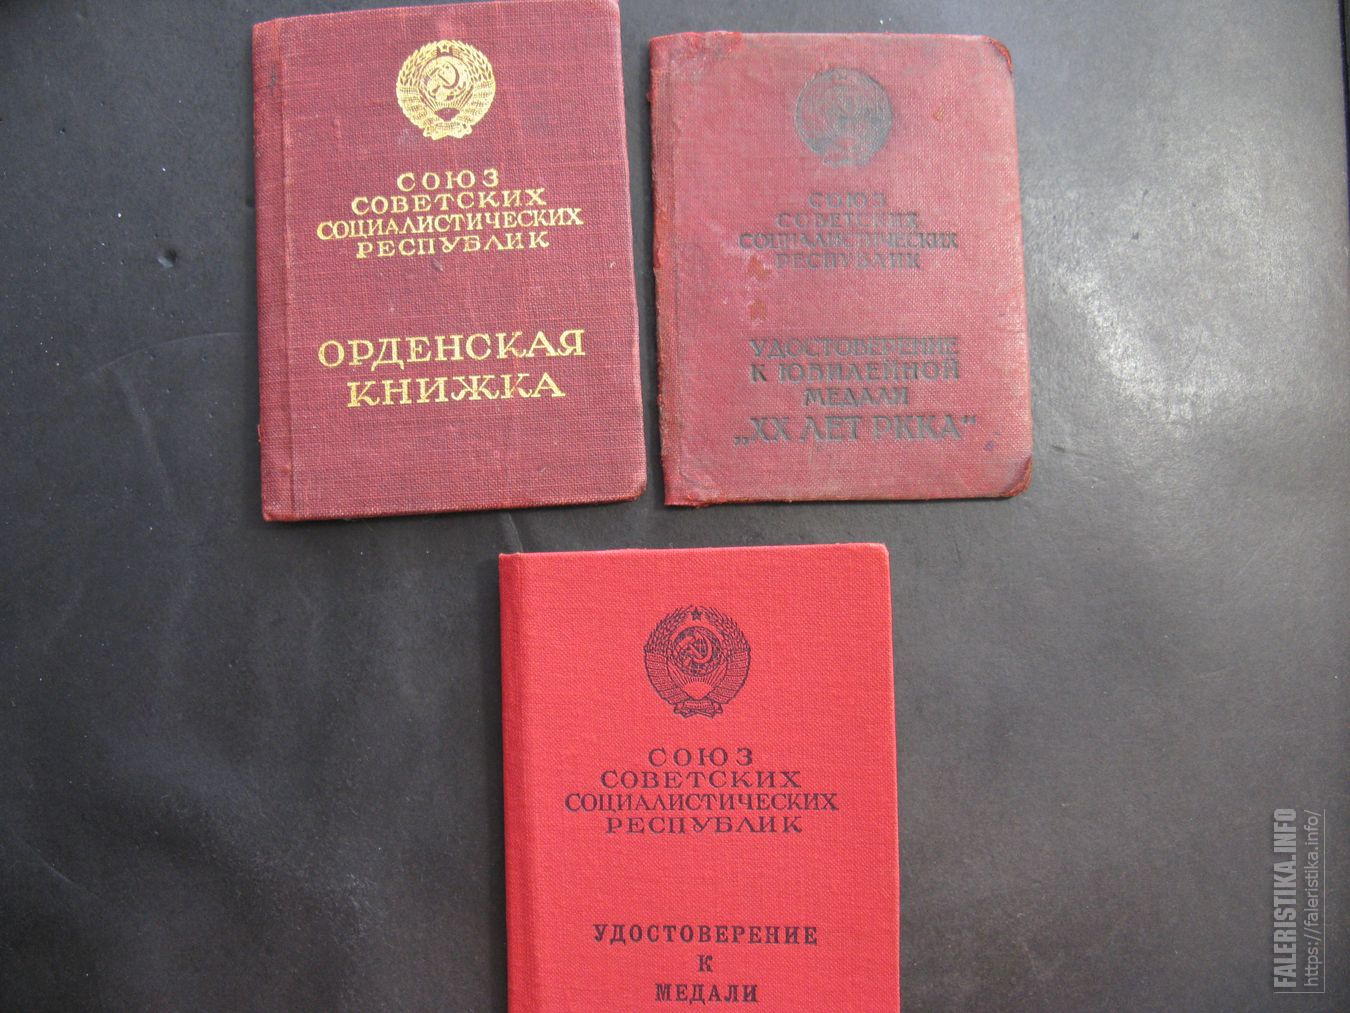 СОЮЗ
СОВЕТСКИХ
СОЦИАЛИСТИЧЕСКИХ
РЕСПУБЛИК
ОРДЕНСКАЯ
КНИЖКА
СОЮЗ
СОВЕТСКИХ
СОЦИАЛИСТИЧЕСКИХ
РЕСПУБЛИК
УДОСТОВЕРЕНИЕ
К ЮБИЛЕЙНОЙ
МЕДАЛИ
„XX ЛЕТ РККА"
СОЮЗ
СОВЕТСКИХ
СОЦИАЛИСТИЧЕСКИХ
РЕСПУБЛИК
УДОСТОВЕРЕНИЕ
К
МЕДАЛИ
FALERISTIKA.INFO
https://faleristika.info/